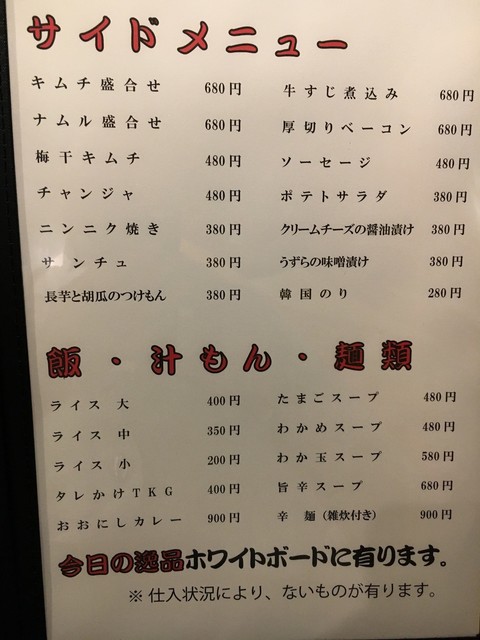 サイドメニュー
キムチ盛合せ 680円
ナムル盛合せ 680円
梅干キムチ 480円
チャンジャ 480円
ニンニク焼き 380円
サンチュ 380円
長芋と胡瓜のつけもん 380円
牛すじ煮込み 680円
厚切りベーコン 680円
ソーセージ 480円
ポテトサラダ 380円
クリームチーズの醤油漬け 380円
うずらの味噌漬け 380円
韓国のり 280円
飯・汁もん・麺類
ライス 大 400円
ライス 中 350円
ライス 小 200円
タレかけTKG 400円
おおにしカレー 900円
たまごスープ 480円
わかめスープ 480円
わか玉スープ 580円
旨辛スープ 680円
辛 麺（雑炊付き） 900円
今日の逸品ホワイトボードに有ります。
※ 仕入状況により、ないものが有ります。